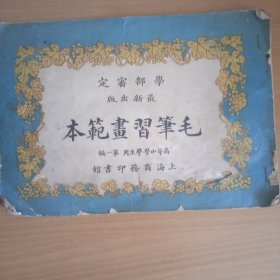 學部審定
最新出版
毛筆習畫範本
高等小學學生用 第一編
上海商務印書館